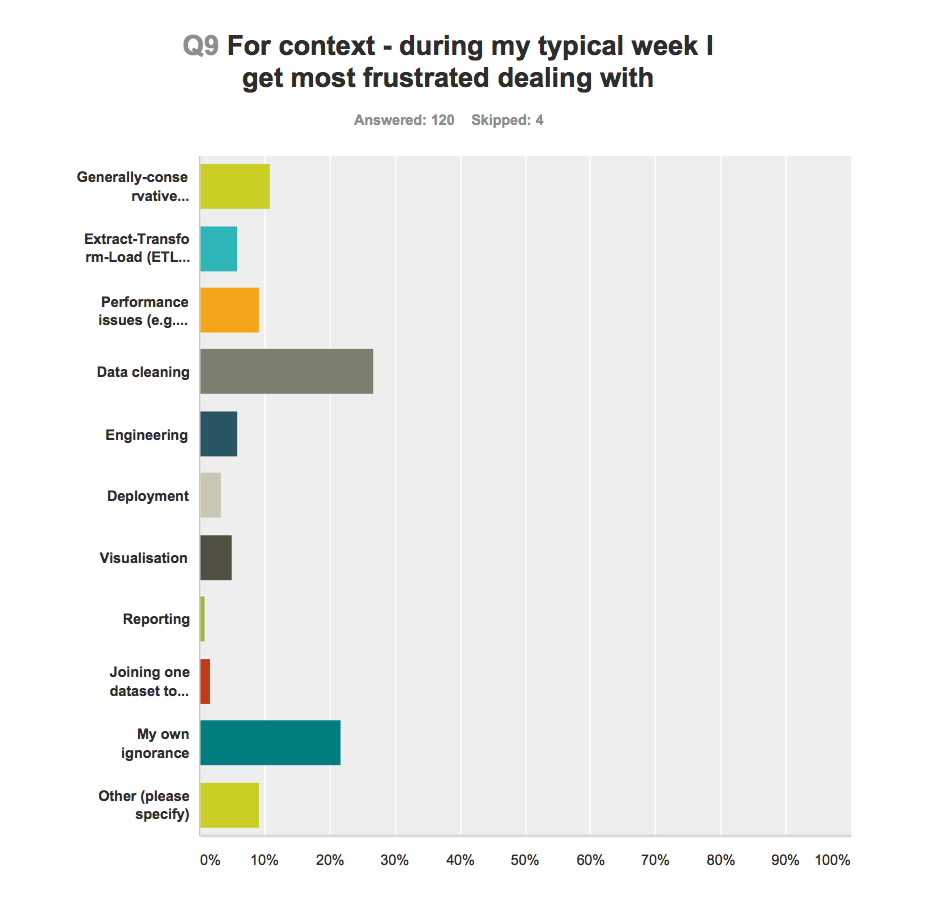 Q9 For context - during my typical week I
get most frustrated dealing with
Answered: 120 Skipped: 4
Generally-conse
rvative...
Extract-Transfo
rm-Load (ETL...
Performance
issues (e.g....
Data cleaning
Engineering
Deployment
Visualisation
Reporting
Joining one
dataset to...
My own
ignorance
Other (please
specify)
0% 10% 20% 30% 40% 50% 60% 70% 80% 90% 100%